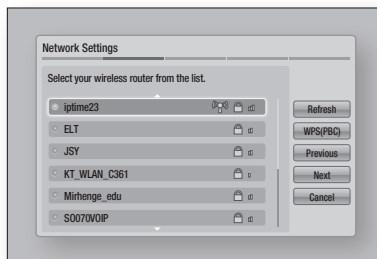 Network Settings
Select your wireless router from the list.
iptime23
Refresh
ELT
WPS(PBC)
JSY
Previous
KT_WLAN_C361
Next
Mirhenge_edu
Cancel
SO070VOIP